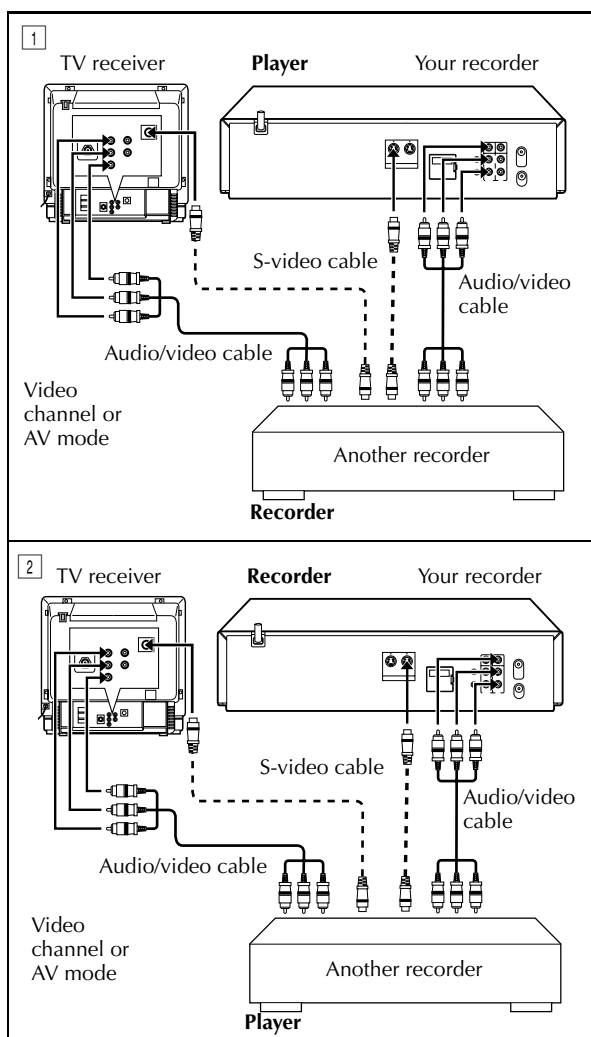 1
TV receiver
Player
Your recorder
S-video cable
Audio/video
cable
Audio/video cable
Video
channel or
AV mode
Another recorder
Recorder
2
TV receiver
Recorder
Your recorder
S-video cable
Audio/video
cable
Audio/video cable
Video
channel or
AV mode
Another recorder
Player